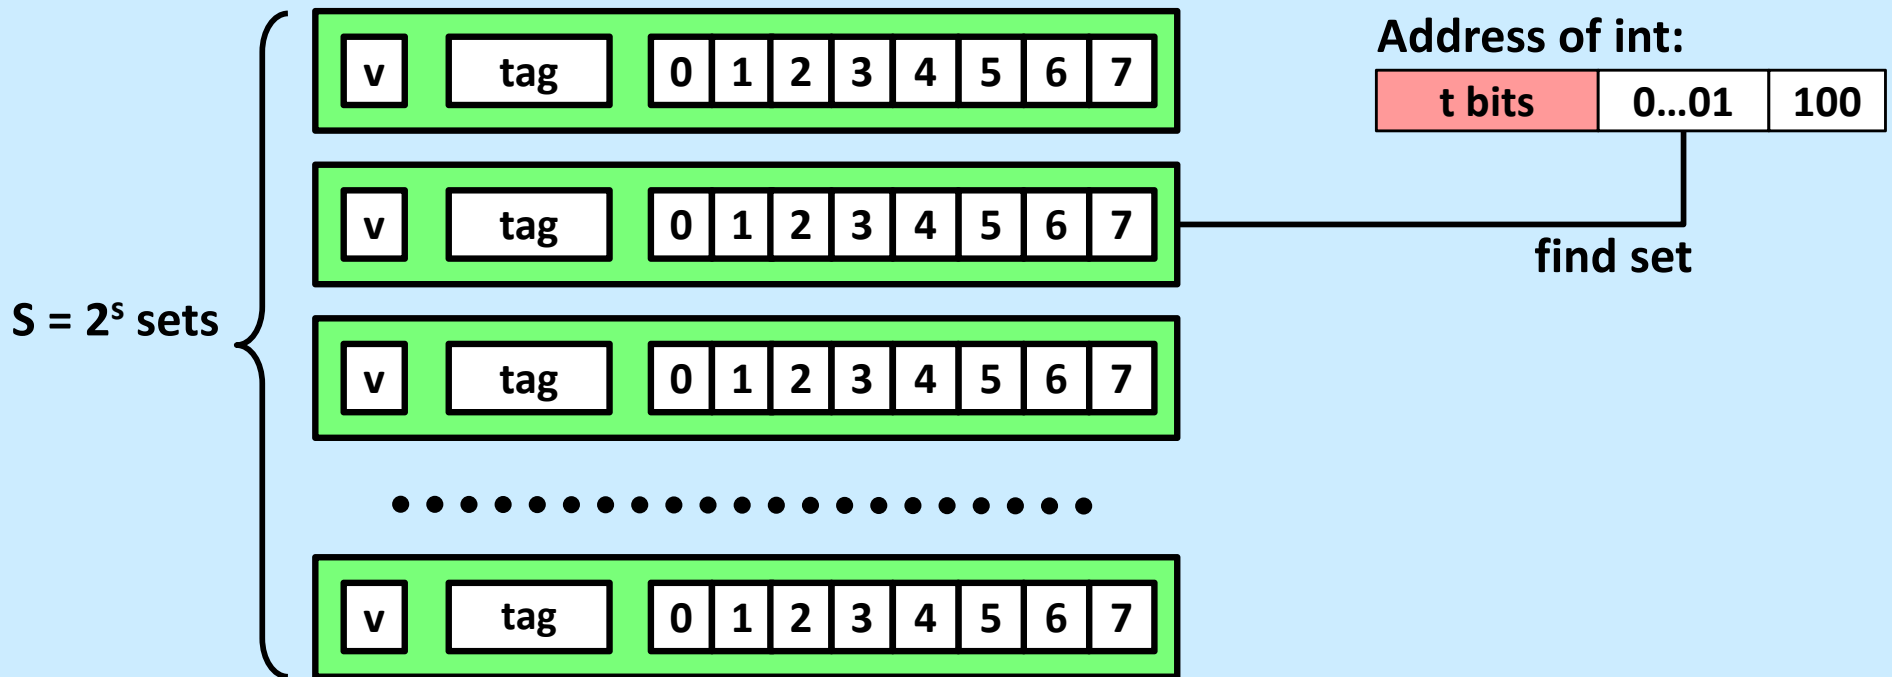 Address of int:
t bits 0...01 100
v tag 0 1 2 3 4 5 6 7
v tag 0 1 2 3 4 5 6 7
find set
S = 2ˢ sets
v tag 0 1 2 3 4 5 6 7
v tag 0 1 2 3 4 5 6 7